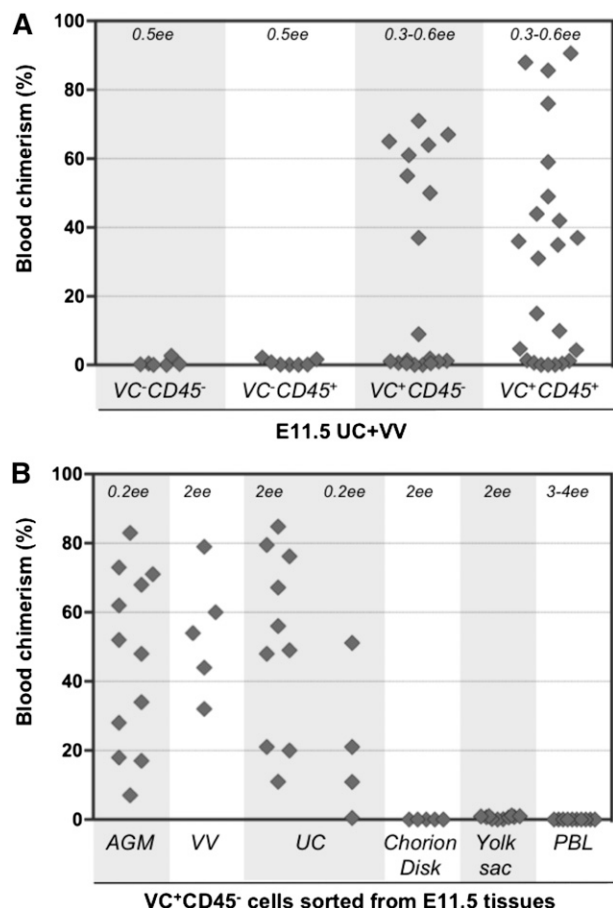 A
0.5ee 0.5ee 0.3-0.6ee 0.3-0.6ee
100
80
60
40
20
0
Blood chimerism (%)
VC⁻CD45⁻ VC⁻CD45⁺ VC⁺CD45⁻ VC⁺CD45⁺
E11.5 UC+VV
B
0.2ee 2ee 2ee 0.2ee 2ee 2ee 3-4ee
100
80
60
40
20
0
Blood chimerism (%)
AGM VV UC Chorion Yolk PBL
Disk sac
VC⁺CD45⁻ cells sorted from E11.5 tissues